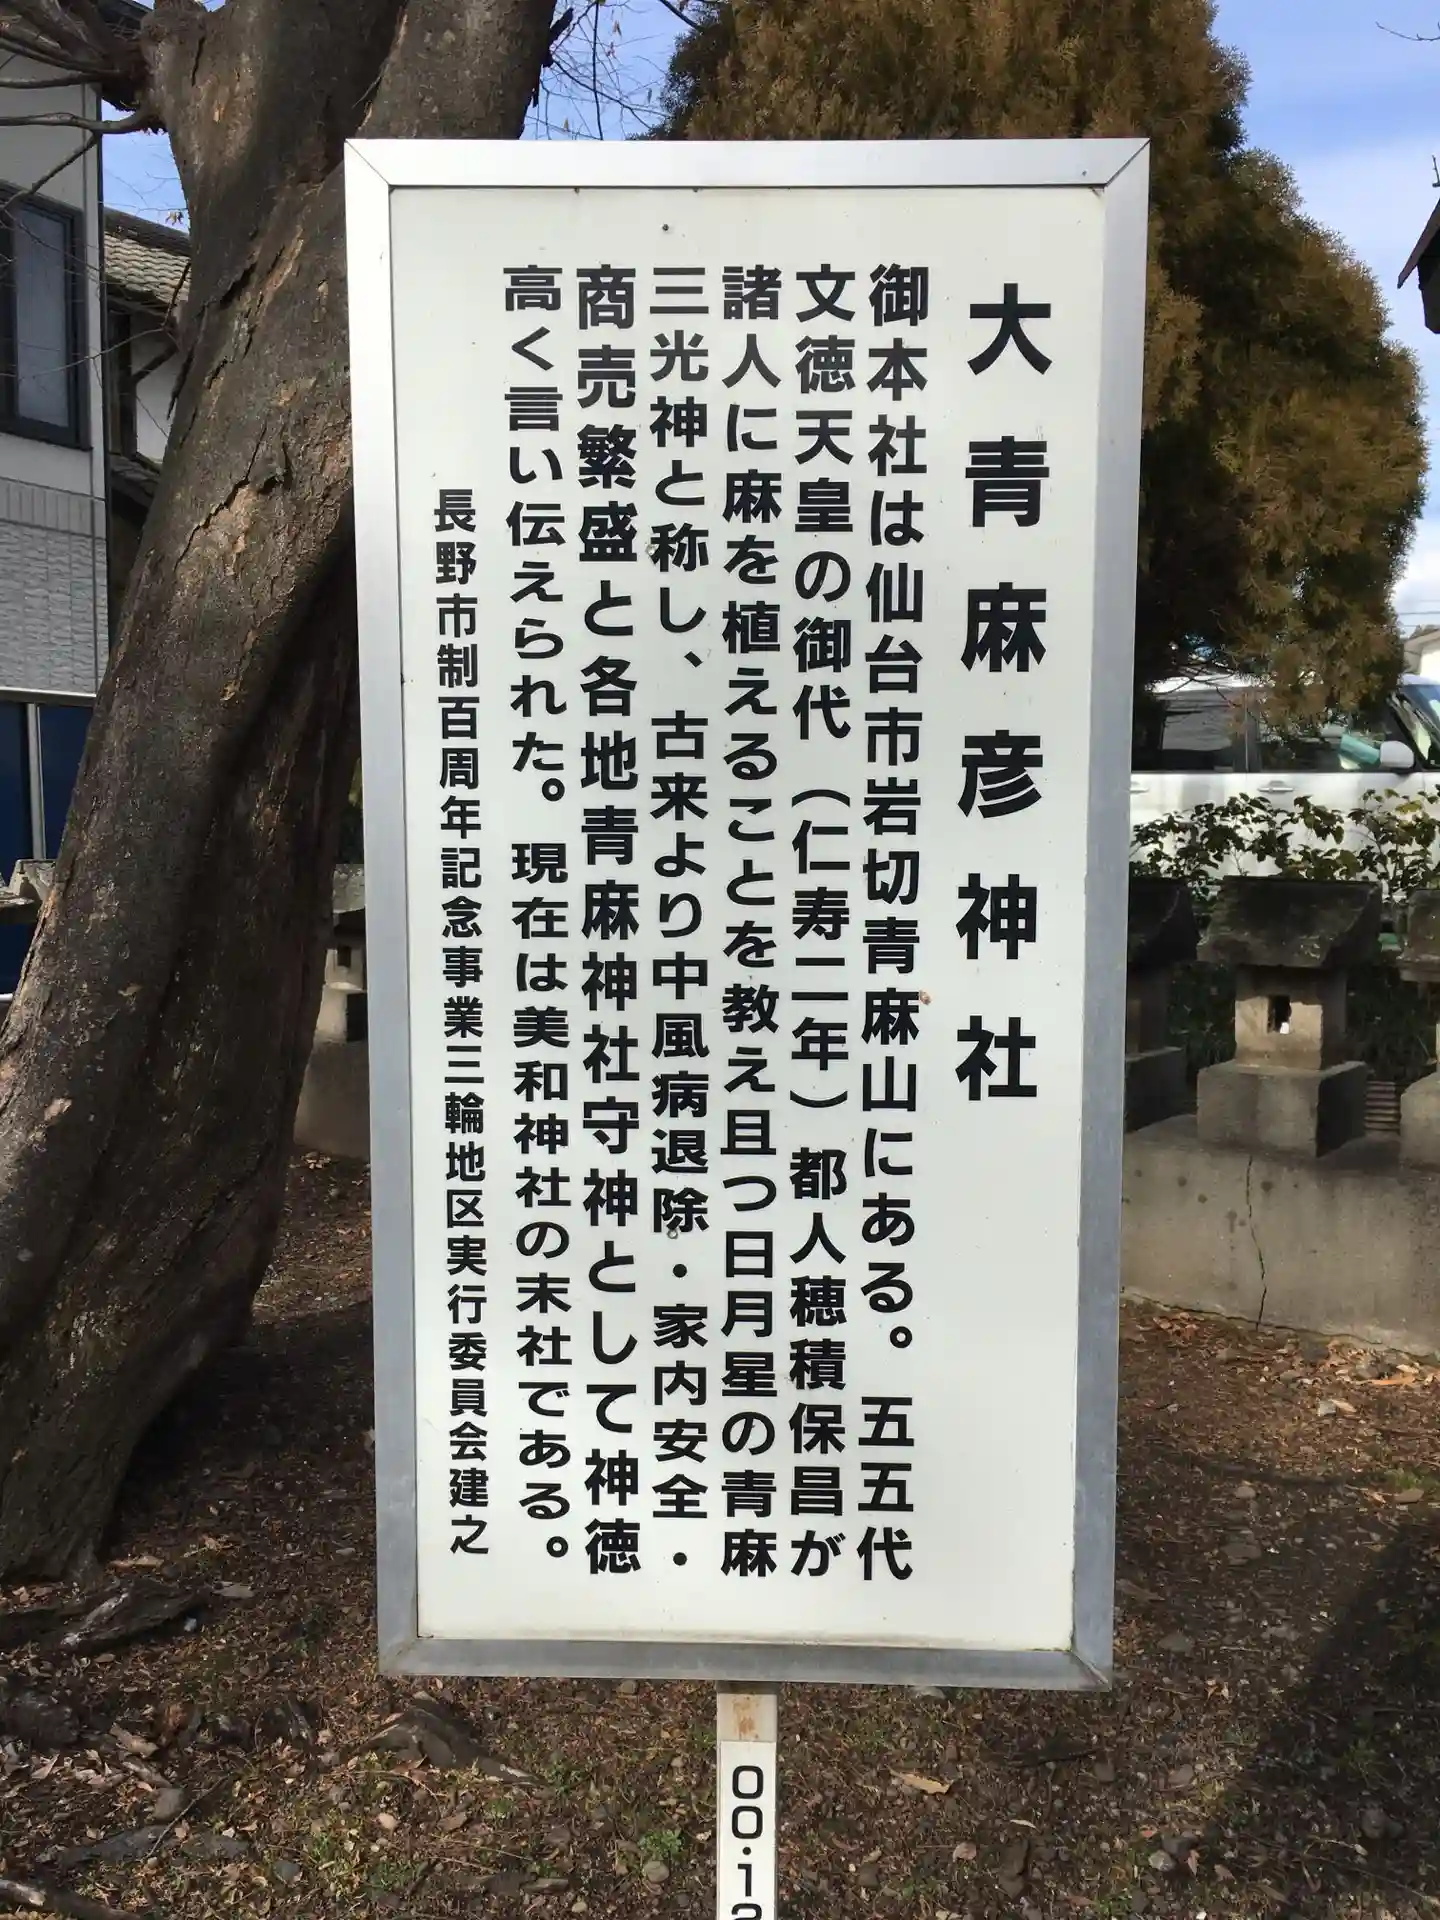 大青麻彦神社
御本社は仙台市岩切青麻山にある。五五代
文徳天皇の御代（仁寿二年）都人穂積保昌が
諸人に麻を植えることを教え且つ日月星の青麻
三光神と称し、古来より中風病退除・家内安全・
商売繁盛と各地青麻神社守神として神徳
高く言い伝えられた。現在は美和神社の末社である。
長野市制百周年記念事業三輪地区実行委員会建之
00・12